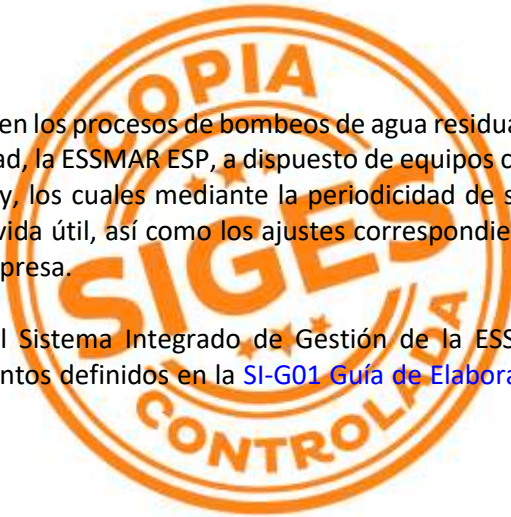 COPIA
en los procesos de bombeos de agua residua
ad, la ESSMAR ESP, a dispuesto de equipos c
y, los cuales mediante la periodicidad de s
vida útil, así como los ajustes correspondie
presa.
SIGES
l Sistema Integrado de Gestión de la ESS
ntos definidos en la SI-G01 Guía de Elabora
CONTROLADA